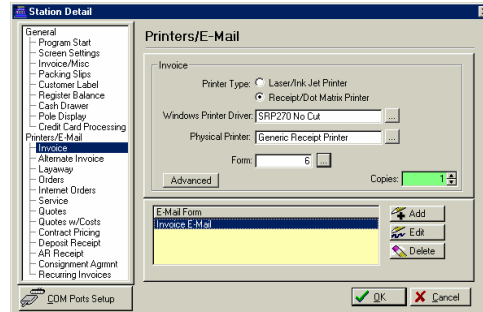 Station Detail
General
Program Start
Screen Settings
Invoice/Misc
Packing Slips
Customer Label
Register Balance
Cash Drawer
Pole Display
Credit Card Processing
Printers/E-Mail
Invoice
Alternate Invoice
Layaway
Orders
Internet Orders
Service
Quotes
Quotes w/Costs
Contract Pricing
Deposit Receipt
AR Receipt
Consignment Agrmnt
Recurring Invoices
COM Ports Setup
Printers/E-Mail
Invoice
Printer Type: Laser/Ink Jet Printer
Receipt/Dot Matrix Printer
Windows Printer Driver: SRP270 No Cut ...
Physical Printer: Generic Receipt Printer ...
Form: 6 ...
Advanced Copies: 1
E-Mail Form
Invoice E-Mail
Add
Edit
Delete
OK Cancel